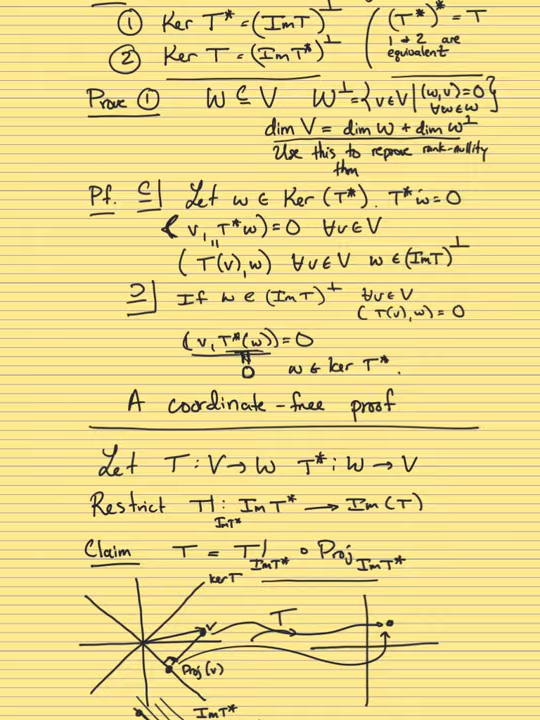 ① Ker T* = (Im T)^⊥ ( (T*)* = T
1 + 2 are equivalent
② Ker T = (Im T*)^⊥
Prove ① W ⊆ V W^⊥ = {v ∈ V | (w,v) = 0 ∀w ∈ W}
dim V = dim W + dim W^⊥
Use this to reprove rank-nullity
thm
Pf. ⊆| Let w ∈ Ker (T*). T*w = 0
(v, T*w) = 0 ∀v ∈ V
||
(T(v), w) ∀v ∈ V w ∈ (Im T)^⊥
⊇| If w ∈ (Im T)^⊥ ∀v ∈ V
(T(v), w) = 0
(v, T*(w)) = 0
||
0 w ∈ ker T*.
A coordinate-free proof
Let T : V → W T* : W → V
Restrict T|_{Im T*} : Im T* → Im (T)
Claim T = T|_{Im T*} ∘ Proj_{Im T*}
ker T
v
T
Proj(v)
Im T*